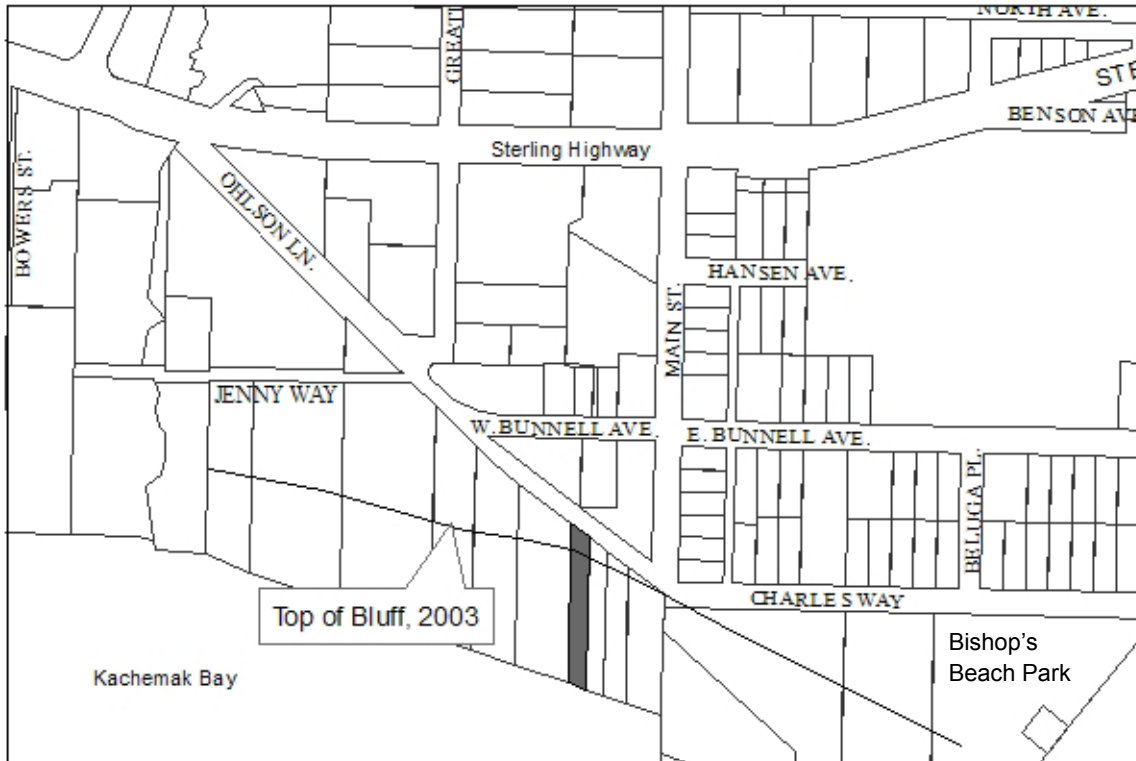 NORTH AVE.
GREAT
STE
BENSON AVE
Sterling Highway
BOWERS ST.
OHLSON LN.
HANSEN AVE.
MAIN ST.
JENNY WAY
W. BUNNELL AVE.
E. BUNNELL AVE.
BELUGA PL.
Top of Bluff, 2003
CHARLES WAY
Bishop's
Beach Park
Kachemak Bay